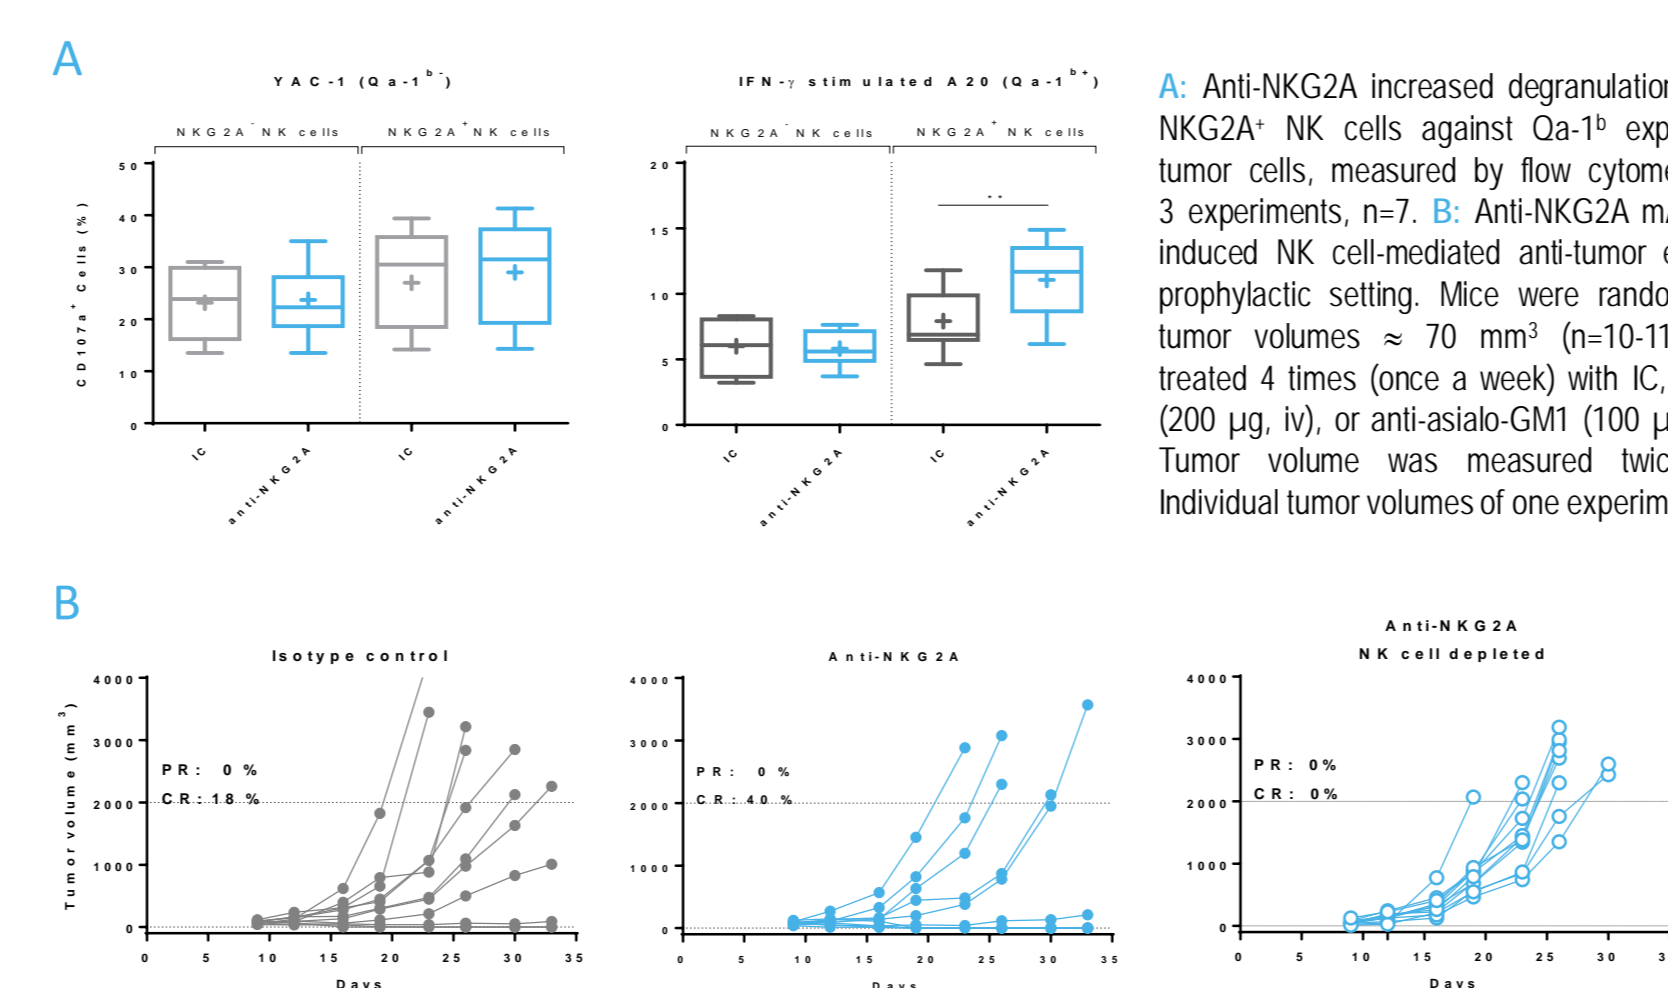 A
YAC-1 (Qa-1ᵇ⁻)
NKG2A⁻ NK cells
NKG2A⁺ NK cells
CD107a⁺ Cells (%)
50
40
30
20
10
0
IC
anti-NKG2A
IC
anti-NKG2A
IFN-γ stimulated A20 (Qa-1ᵇ⁺)
NKG2A⁻ NK cells
NKG2A⁺ NK cells
**
20
15
10
5
0
IC
anti-NKG2A
IC
anti-NKG2A
A: Anti-NKG2A increased degranulation
NKG2A⁺ NK cells against Qa-1ᵇ exp
tumor cells, measured by flow cytome
3 experiments, n=7. B: Anti-NKG2A m
induced NK cell-mediated anti-tumor e
prophylactic setting. Mice were rando
tumor volumes ≈ 70 mm³ (n=10-11
treated 4 times (once a week) with IC,
(200 µg, iv), or anti-asialo-GM1 (100 µ
Tumor volume was measured twic
Individual tumor volumes of one experim
B
Isotype control
Tumor volume (mm³)
4000
3000
PR: 0%
CR: 18%
2000
1000
0
0 5 10 15 20 25 30 35
Days
Anti-NKG2A
4000
3000
PR: 0%
CR: 40%
2000
1000
0
0 5 10 15 20 25 30 35
Days
Anti-NKG2A
NK cell depleted
4000
3000
PR: 0%
CR: 0%
2000
1000
0
0 5 10 15 20 25 30 3
Days